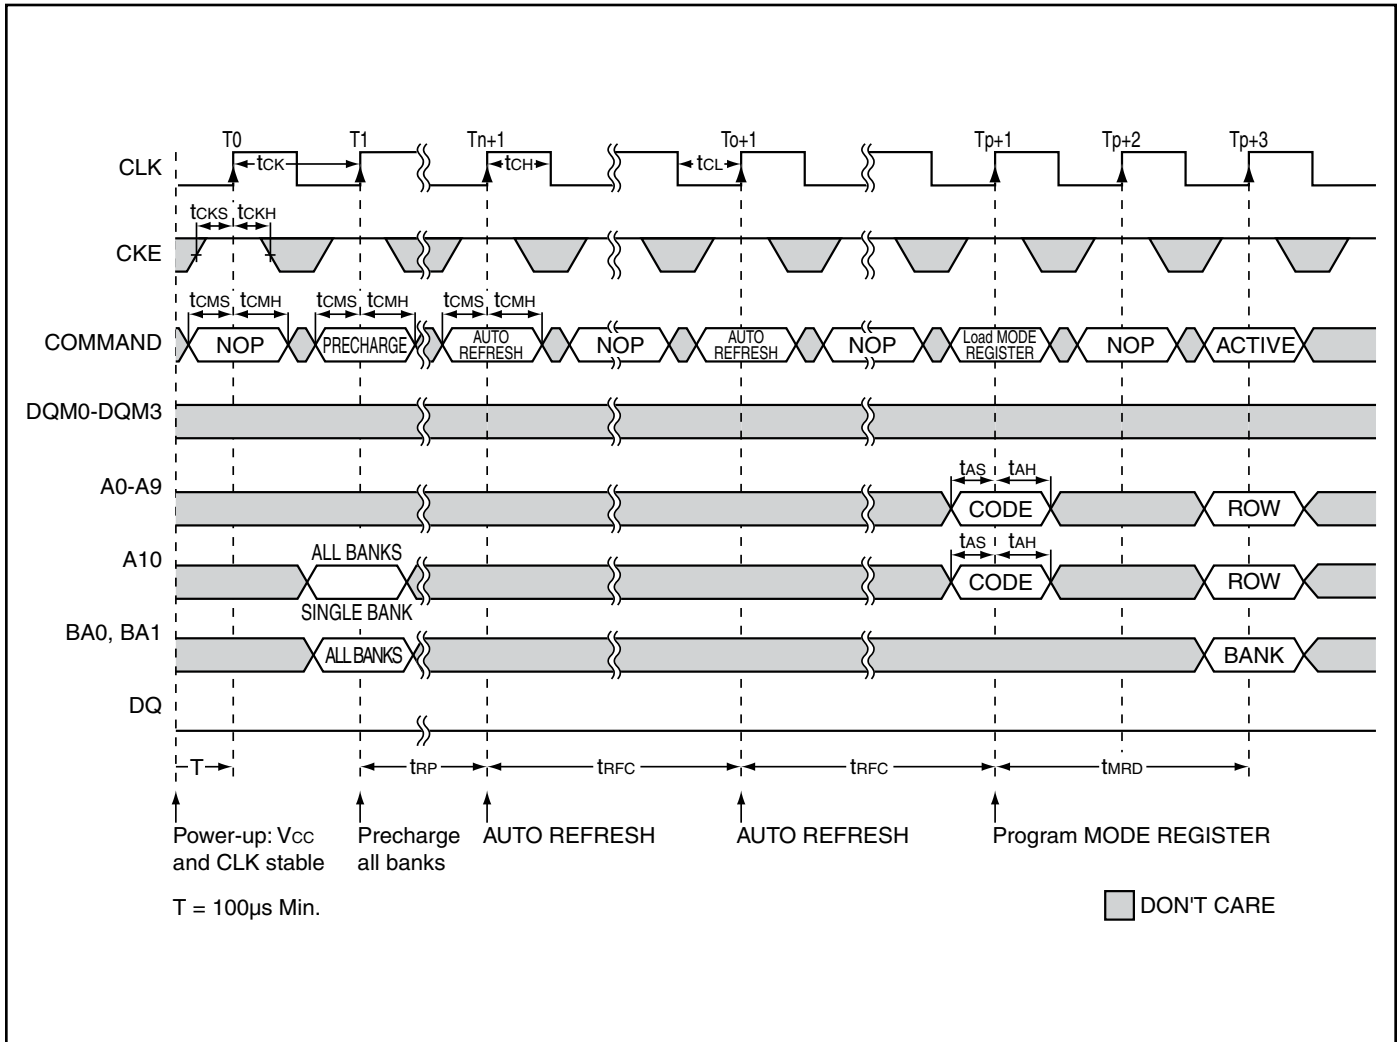 T0 T1 Tn+1 To+1 Tp+1 Tp+2 Tp+3
CLK tCK tCH tCL
tCKS tCKH
CKE
tCMS tCMH tCMS tCMH tCMS tCMH
COMMAND NOP PRECHARGE AUTO REFRESH NOP AUTO REFRESH NOP Load MODE REGISTER NOP ACTIVE
DQM0-DQM3
tAS tAH
A0-A9 CODE ROW
ALL BANKS tAS tAH
A10 CODE ROW
SINGLE BANK
BA0, BA1 ALL BANKS BANK
DQ
T tRP tRFC tRFC tMRD
Power-up: VCC
and CLK stable
Precharge
all banks
AUTO REFRESH
AUTO REFRESH
Program MODE REGISTER
T = 100µs Min.
DON'T CARE